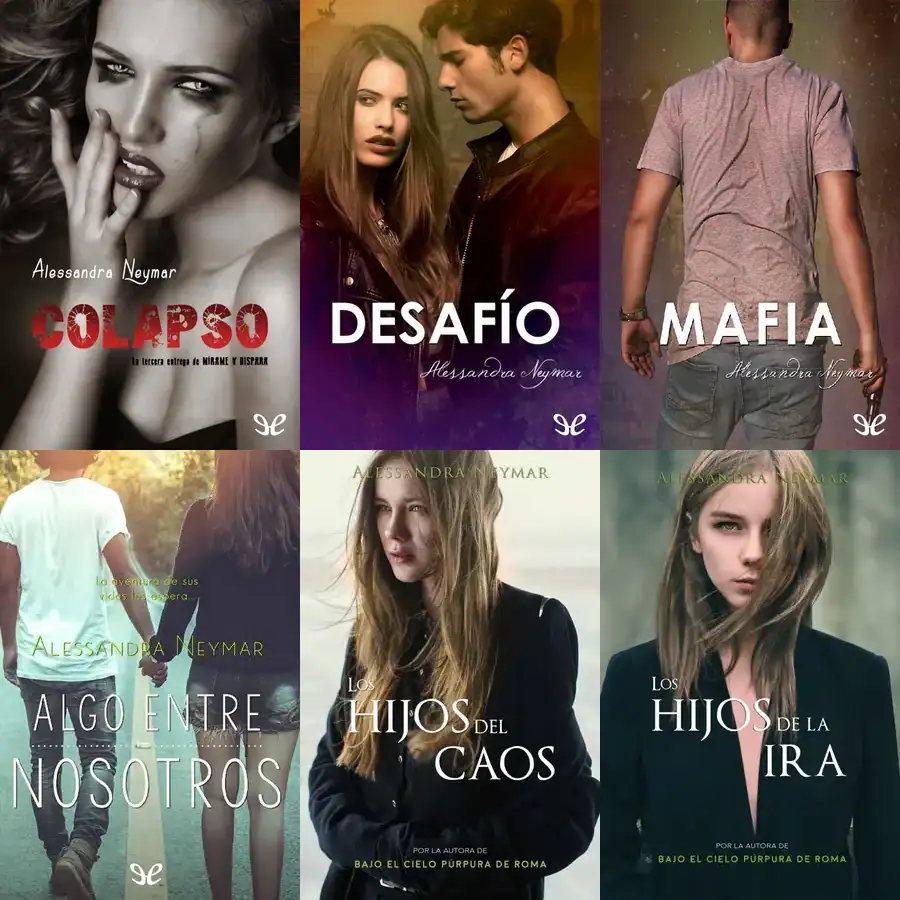 Alessandra Neymar
COLAPSO
La tercera entrega de MÍRAME Y DISPARA
DESAFÍO
Alessandra Neymar
MAFIA
Alessandra Neymar
La aventura de sus
vidas les espera...
ALESSANDRA NEYMAR
ALGO ENTRE
NOSOTROS
ALESSANDRA NEYMAR
LOS
HIJOS DEL
CAOS
POR LA AUTORA DE
BAJO EL CIELO PÚRPURA DE ROMA
ALESSANDRA NEYMAR
LOS
HIJOS DE LA
IRA
POR LA AUTORA DE
BAJO EL CIELO PÚRPURA DE ROMA